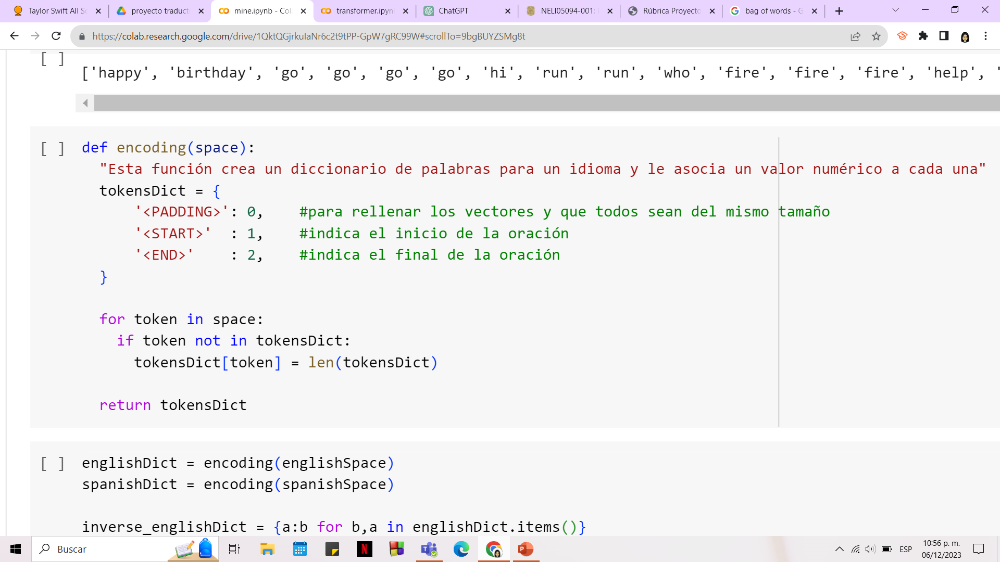 Taylor Swift All So
proyecto traduct
mine.ipynb - Col
transformer.ipyn
ChatGPT
NELI05094-001:
Rúbrica Proyecto
bag of words - G
https://colab.research.google.com/drive/1QktQGjrkulaNr6c2t9tPP-GpW7gRC99W#scrollTo=9bgBUYZSMg8t
[ ]
['happy', 'birthday', 'go', 'go', 'go', 'go', 'hi', 'run', 'run', 'who', 'fire', 'fire', 'fire', 'help', '
[ ] def encoding(space):
"Esta función crea un diccionario de palabras para un idioma y le asocia un valor numérico a cada una"
tokensDict = {
'<PADDING>': 0, #para rellenar los vectores y que todos sean del mismo tamaño
'<START>' : 1, #indica el inicio de la oración
'<END>' : 2, #indica el final de la oración
}
for token in space:
if token not in tokensDict:
tokensDict[token] = len(tokensDict)
return tokensDict
[ ] englishDict = encoding(englishSpace)
spanishDict = encoding(spanishSpace)
inverse_englishDict = {a:b for b,a in englishDict.items()}
Buscar
ESP
10:56 p. m.
06/12/2023